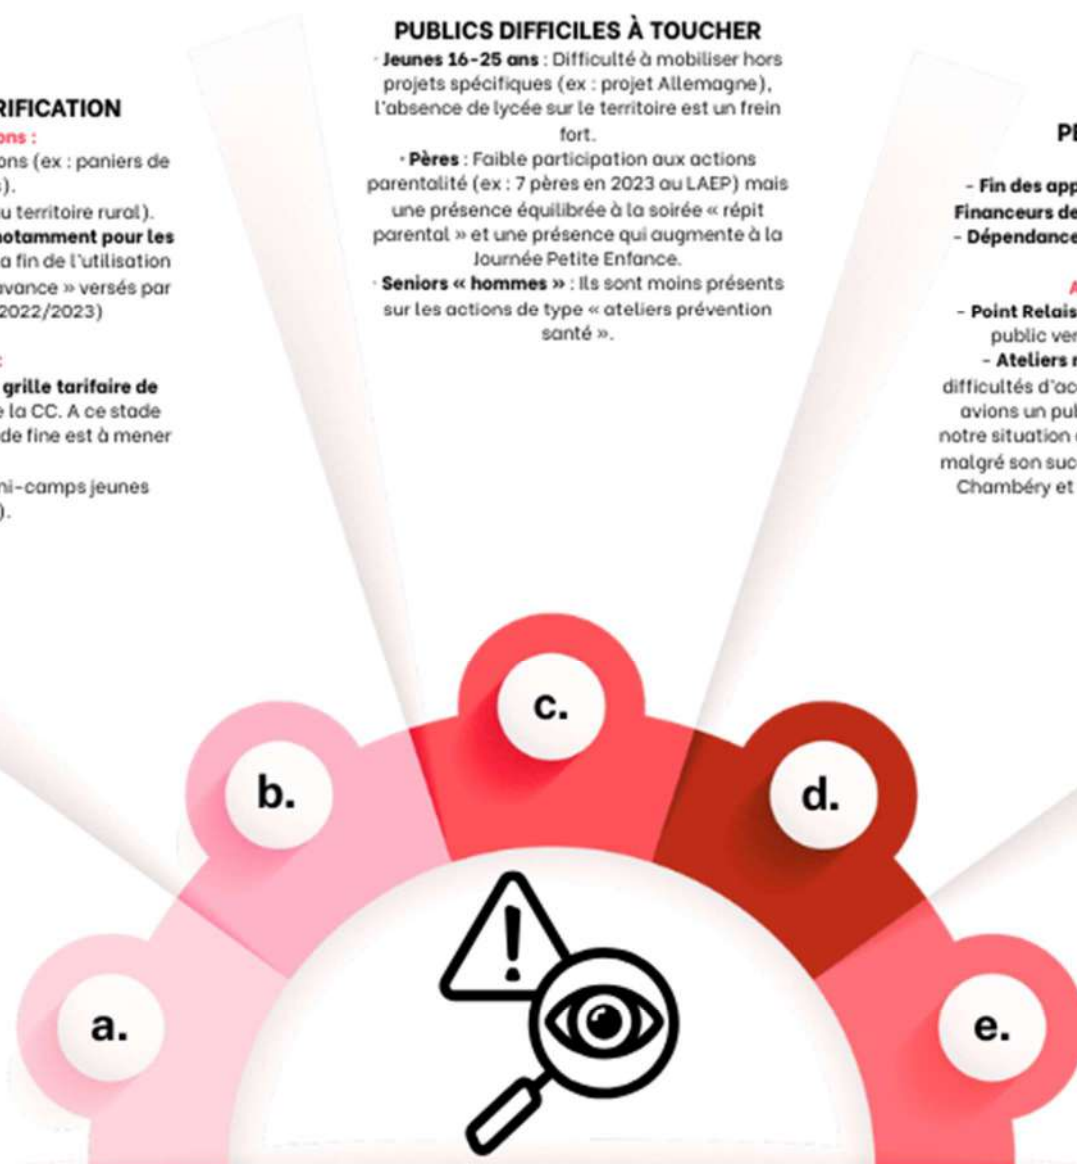 RIFICATION
ons :
ons (ex : paniers de
s).
u territoire rural).
notamment pour les
a fin de l'utilisation
avance » versés par
2022/2023)
:
grille tarifaire de
e la CC. A ce stade
de fine est à mener
ni-camps jeunes
).
PUBLICS DIFFICILES À TOUCHER
· Jeunes 16-25 ans : Difficulté à mobiliser hors
projets spécifiques (ex : projet Allemagne),
l'absence de lycée sur le territoire est un frein
fort.
· Pères : Faible participation aux actions
parentalité (ex : 7 pères en 2023 au LAEP) mais
une présence équilibrée à la soirée « répit
parental » et une présence qui augmente à la
Journée Petite Enfance.
· Seniors « hommes » : Ils sont moins présents
sur les actions de type « ateliers prévention
santé ».
- Fin des app
Financeurs de
- Dépendance
- Point Relais
public ver
- Ateliers
difficultés d'ac
avions un pul
notre situation
malgré son suc
Chambéry et
c.
b.
d.
a.
e.